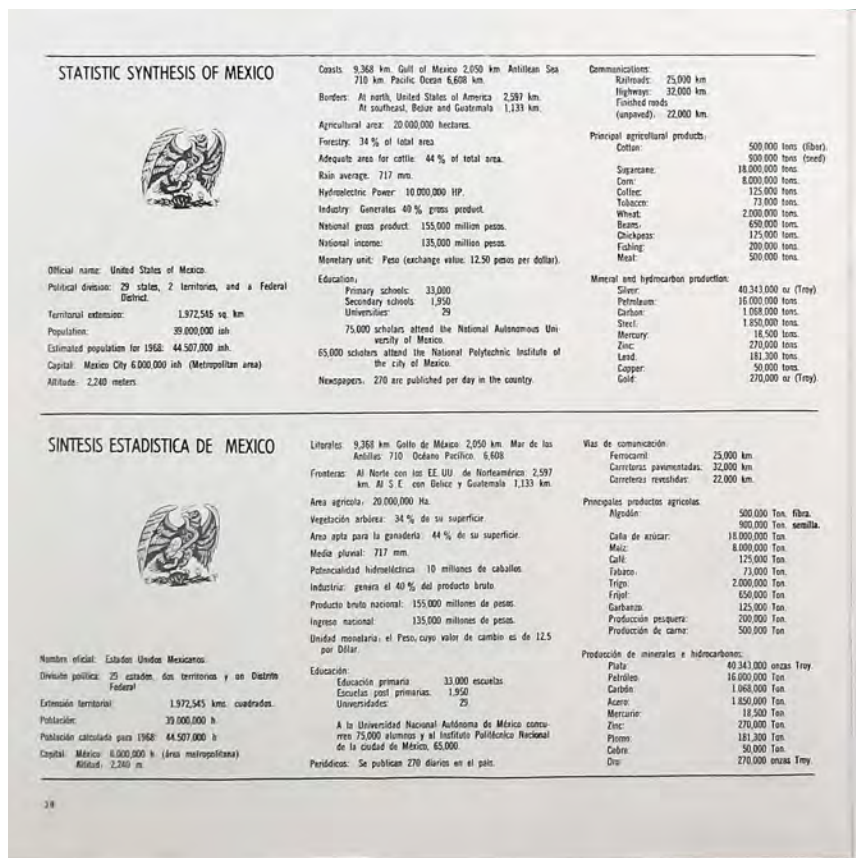 STATISTIC SYNTHESIS OF MEXICO
Official name: United States of Mexico.
Political division: 29 states, 2 territories, and a Federal
District.
Territorial extension: 1.972,545 sq. km
Population: 39.000,000 inh
Estimated population for 1968: 44.507,000 inh.
Capital: Mexico City 6.000,000 inh (Metropolitan area)
Altitude: 2,240 meters.
Coasts: 9,368 km. Gulf of Mexico 2,050 km. Antillean Sea
710 km. Pacific Ocean 6,608 km.
Borders: At north, United States of America 2,597 km.
At southeast, Belice and Guatemala 1,133 km.
Agricultural area: 20.000,000 hectares.
Forestry: 34 % of total area
Adequate area for cattle: 44 % of total area.
Rain average: 717 mm.
Hydroelectric Power: 10.000,000 HP.
Industry: Generates 40 % gross product.
National gross product: 155,000 million pesos.
National income: 135,000 million pesos.
Monetary unit: Peso (exchange value: 12.50 pesos per dollar).
Education:
Primary schools: 33,000
Secondary schools: 1,950
Universities: 29
75,000 scholars attend the National Autonomous Uni-
versity of Mexico.
65,000 scholars attend the National Polytechnic Institute of
the city of Mexico.
Newspapers: 270 are published per day in the country.
Communications:
Railroads: 25,000 km.
Highways: 32,000 km.
Finished roads
(unpaved): 22,000 km.
Principal agricultural products:
Cotton: 500,000 tons (fiber).
900,000 tons (seed)
Sugarcane: 18.000,000 tons.
Corn: 8.000,000 tons.
Coffee: 125,000 tons
Tobacco: 73,000 tons.
Wheat: 2.000,000 tons.
Beans: 650,000 tons.
Chickpeas: 125,000 tons.
Fishing: 200,000 tons.
Meat: 500,000 tons.
Mineral and hydrocarbon production:
Silver: 40.343,000 oz (Troy)
Petroleum: 16.000,000 tons
Carbon: 1.068,000 tons.
Steel: 1.850,000 tons.
Mercury: 18,500 tons.
Zinc: 270,000 tons.
Lead: 181,300 tons.
Copper: 50,000 tons.
Gold: 270,000 oz (Troy).
SINTESIS ESTADISTICA DE MEXICO
Nombre oficial: Estados Unidos Mexicanos.
División política: 29 estados, dos territorios y un Distrito
Federal
Extensión territorial: 1.972,545 kms. cuadrados.
Población: 39.000,000 h.
Población calculada para 1968: 44.507,000 h
Capital: México 6.000,000 h (área metropolitana)
Altitud: 2,240 m.
Litorales: 9,368 km. Golfo de México 2,050 km. Mar de las
Antillas 710 Océano Pacífico, 6,608
Fronteras: Al Norte con los EE.UU. de Norteamérica: 2,597
km. Al S.E. con Belice y Guatemala 1,133 km.
Area agrícola: 20.000,000 Ha.
Vegetación arbórea: 34 % de su superficie.
Area apta para la ganadería: 44 % de su superficie.
Media pluvial: 717 mm.
Potencialidad hidroeléctrica: 10 millones de caballos.
Industria: genera el 40 % del producto bruto.
Producto bruto nacional: 155,000 millones de pesos.
Ingreso nacional: 135,000 millones de pesos.
Unidad monetaria: el Peso, cuyo valor de cambio es de 12.5
por Dólar.
Educación:
Educación primaria: 33,000 escuelas
Escuelas post primarias: 1,950
Universidades: 29
A la Universidad Nacional Autónoma de México concu-
rren 75,000 alumnos y al Instituto Politécnico Nacional
de la ciudad de México, 65,000.
Periódicos: Se publican 270 diarios en el país.
Vías de comunicación:
Ferrocarril: 25,000 km.
Carreteras pavimentadas: 32,000 km.
Carreteras revestidas: 22,000 km.
Principales productos agrícolas:
Algodón: 500,000 Ton. fibra.
900,000 Ton. semilla.
Caña de azúcar: 18.000,000 Ton.
Maíz: 8.000,000 Ton.
Café: 125,000 Ton.
Tabaco: 73,000 Ton.
Trigo: 2.000,000 Ton.
Frijol: 650,000 Ton.
Garbanzo: 125,000 Ton.
Producción pesquera: 200,000 Ton.
Producción de carne: 500,000 Ton
Producción de minerales e hidrocarbonos:
Plata: 40.343,000 onzas Troy.
Petróleo: 16.000,000 Ton.
Carbón: 1.068,000 Ton.
Acero: 1.850,000 Ton.
Mercurio: 18,500 Ton.
Zinc: 270,000 Ton.
Plomo: 181,300 Ton.
Cobre: 50,000 Ton.
Oro: 270,000 onzas Troy.